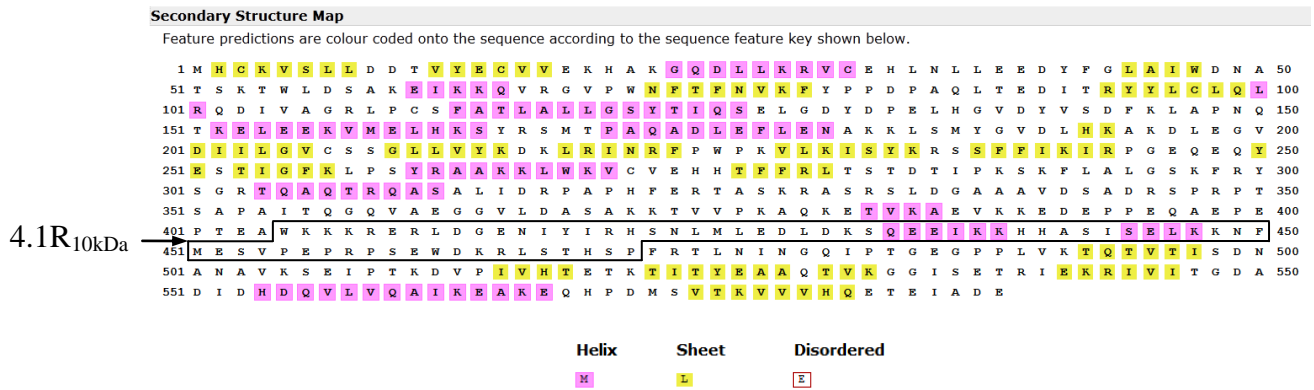 Secondary Structure Map
Feature predictions are colour coded onto the sequence according to the sequence feature key shown below.
1 M H C K V S L L D D T V Y E C V V E K H A K G Q D L L K R V C E H L N L L E E D Y F G L A I W D N A 50
51 T S K T W L D S A K E I K K Q V R G V P W N F T F N V K F Y P P D P A Q L T E D I T R Y Y L C L Q L 100
101 R Q D I V A G R L P C S F A T L A L L G S Y T I Q S E L G D Y D P E L H G V D Y V S D F K L A P N Q 150
151 T K E L E E K V M E L H K S Y R S M T P A Q A D L E F L E N A K K L S M Y G V D L H K A K D L E G V 200
201 D I I L G V C S S G L L V Y K D K L R I N R F P W P K V L K I S Y K R S S F F I K I R P G E Q E Q Y 250
251 E S T I G F K L P S Y R A A K K L W K V C V E H H T F F R L T S T D T I P K S K F L A L G S K F R Y 300
301 S G R T Q A Q T R Q A S A L I D R P A P H F E R T A S K R A S R S L D G A A A V D S A D R S P R P T 350
351 S A P A I T Q G Q V A E G G V L D A S A K K T V V P K A Q K E T V K A E V K K E D E P P E Q A E P E 400
401 P T E A W K K K R E R L D G E N I Y I R H S N L M L E D L D K S Q E E I K K H H A S I S E L K K N F 450
4.1R10kDa
451 M E S V P E P R P S E W D K R L S T H S P F R T L N I N G Q I P T G E G P P L V K T Q T V T I S D N 500
501 A N A V K S E I P T K D V P I V H T E T K T I T Y E A A Q T V K G G I S E T R I E K R I V I T G D A 550
551 D I D H D Q V L V Q A I K E A K E Q H P D M S V T K V V V H Q E T E I A D E
Helix Sheet Disordered
M L E